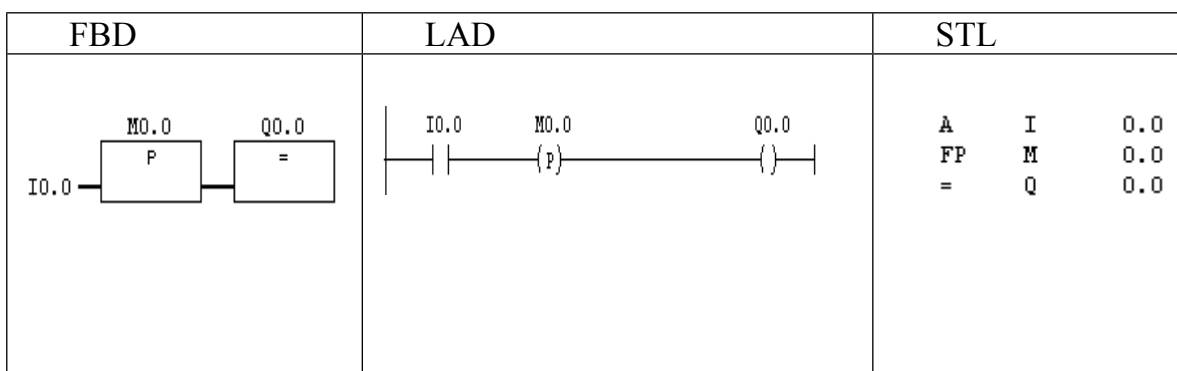 FBD LAD STL
M0.0 Q0.0
P =
I0.0
I0.0 M0.0 Q0.0
(P) ( )
A I 0.0
FP M 0.0
= Q 0.0